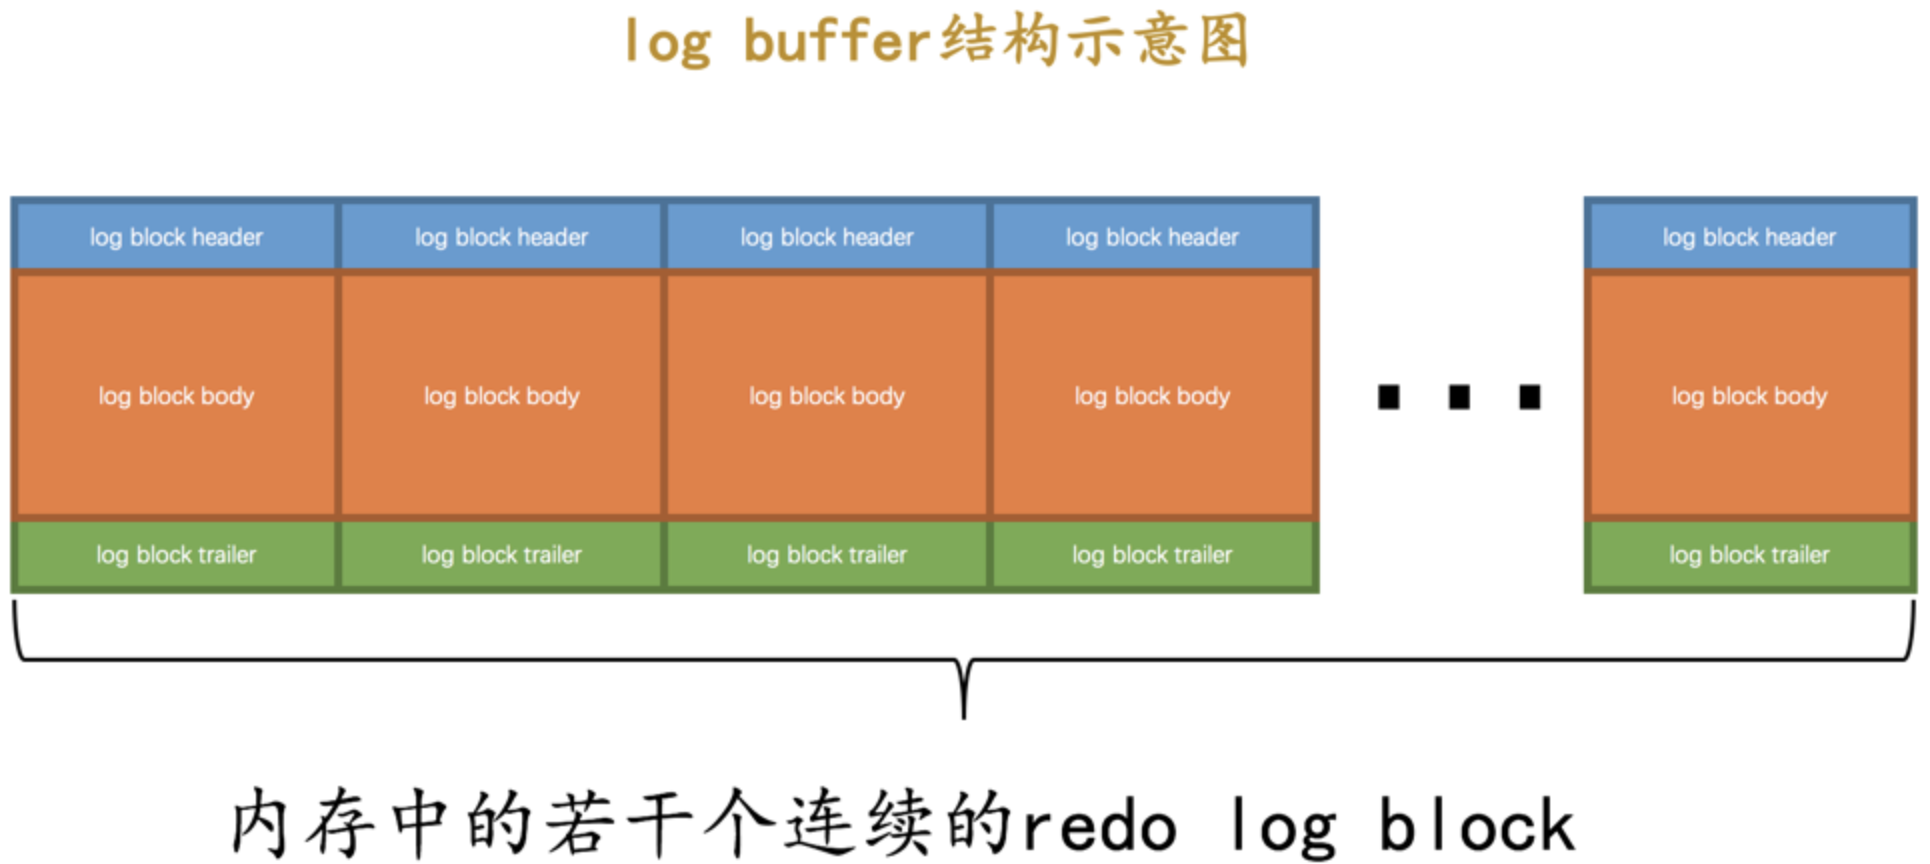 log buffer结构示意图
log block header log block header log block header log block header log block header
log block body log block body log block body log block body log block body
log block trailer log block trailer log block trailer log block trailer log block trailer
内存中的若干个连续的redo log block